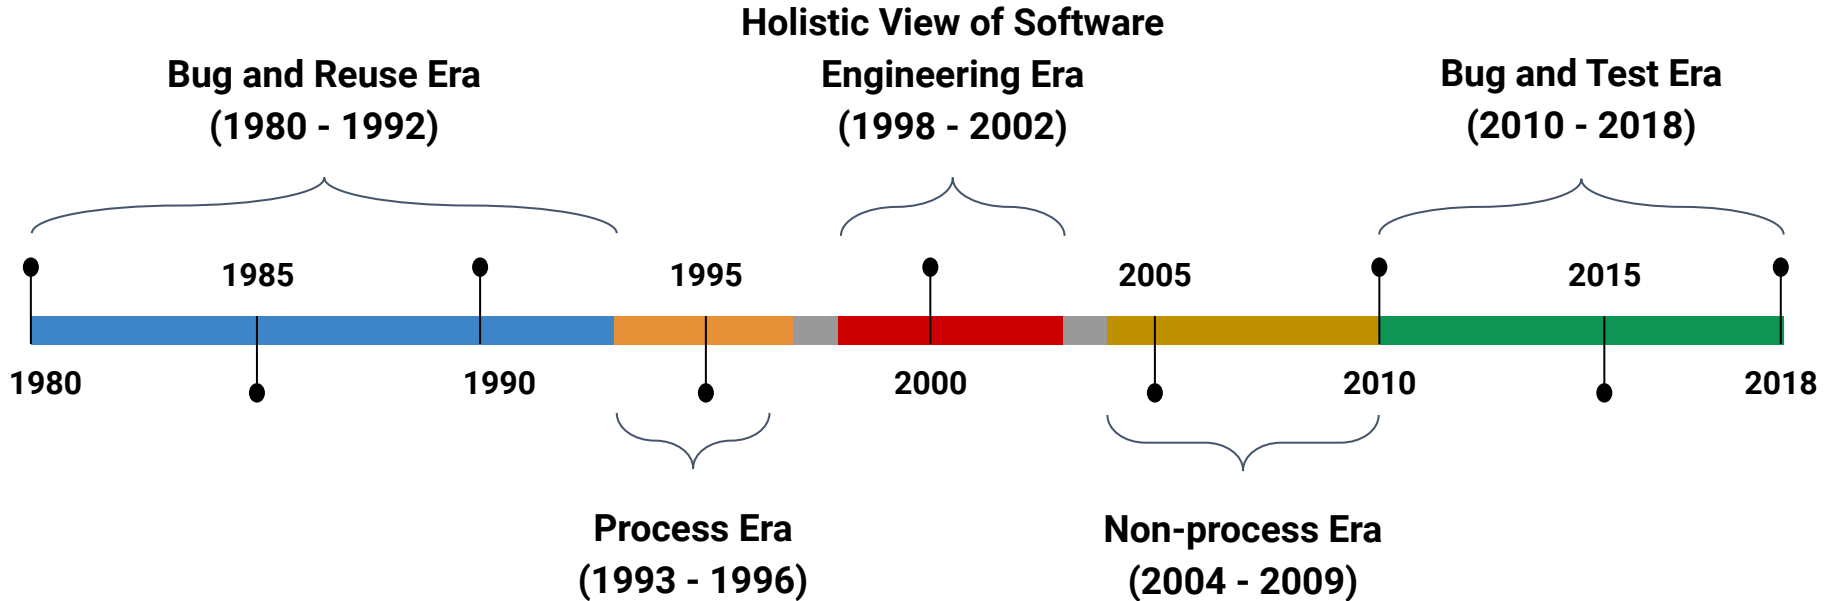 Holistic View of Software
Engineering Era
(1998 - 2002)
Bug and Reuse Era
(1980 - 1992)
Bug and Test Era
(2010 - 2018)
1985
1995
2005
2015
1980
1990
2000
2010
2018
Process Era
(1993 - 1996)
Non-process Era
(2004 - 2009)